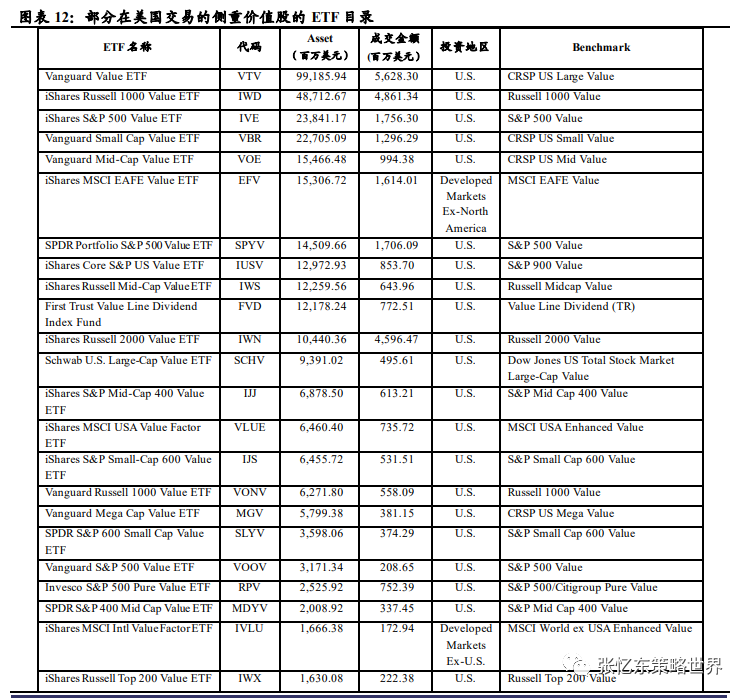 图表 12：部分在美国交易的侧重价值股的 ETF 目录
ETF 名称 代码 Asset （百万美元） 成交金额 (百万美元） 投资地区 Benchmark
Vanguard Value ETF VTV 99,185.94 5,628.30 U.S. CRSP US Large Value
iShares Russell 1000 Value ETF IWD 48,712.67 4,861.34 U.S. Russell 1000 Value
iShares S&P 500 Value ETF IVE 23,841.17 1,756.30 U.S. S&P 500 Value
Vanguard Small Cap Value ETF VBR 22,705.09 1,296.29 U.S. CRSP US Small Value
Vanguard Mid-Cap Value ETF VOE 15,466.48 994.38 U.S. CRSP US Mid Value
iShares MSCI EAFE Value ETF EFV 15,306.72 1,614.01 Developed MSCI EAFE Value
Markets
Ex-North
America
SPDR Portfolio S&P 500 Value ETF SPYV 14,509.66 1,706.09 U.S. S&P 500 Value
iShares Core S&P US Value ETF IUSV 12,972.93 853.70 U.S. S&P 900 Value
iShares Russell Mid-Cap Value ETF IWS 12,259.56 643.96 U.S. Russell Midcap Value
First Trust Value Line Dividend FVD 12,178.24 772.51 U.S. Value Line Dividend (TR)
Index Fund
iShares Russell 2000 Value ETF IWN 10,440.36 4,596.47 U.S. Russell 2000 Value
Schwab U.S. Large-Cap Value ETF SCHV 9,391.02 495.61 U.S. Dow Jones US Total Stock Market
Large-Cap Value
iShares S&P Mid-Cap 400 Value IJJ 6,878.50 613.21 U.S. S&P Mid Cap 400 Value
ETF
iShares MSCI USA Value Factor VLUE 6,460.40 735.72 U.S. MSCI USA Enhanced Value
ETF
iShares S&P Small-Cap 600 Value IJS 6,455.72 531.51 U.S. S&P Small Cap 600 Value
ETF
Vanguard Russell 1000 Value ETF VONV 6,271.80 558.09 U.S. Russell 1000 Value
Vanguard Mega Cap Value ETF MGV 5,799.38 381.15 U.S. CRSP US Mega Value
SPDR S&P 600 Small Cap Value SLYV 3,598.06 374.29 U.S. S&P Small Cap 600 Value
ETF
Vanguard S&P 500 Value ETF VOOV 3,171.34 208.65 U.S. S&P 500 Value
Invesco S&P 500 Pure Value ETF RPV 2,525.92 752.39 U.S. S&P 500/Citigroup Pure Value
SPDR S&P 400 Mid Cap Value ETF MDYV 2,008.92 337.45 U.S. S&P Mid Cap 400 Value
iShares MSCI Intl Value Factor ETF IVLU 1,666.38 172.94 Developed MSCI World ex USA Enhanced Value
Markets
Ex-U.S.
张忆东策略世界
iShares Russell Top 200 Value ETF IWX 1,630.08 222.38 U.S. Russell Top 200 Value